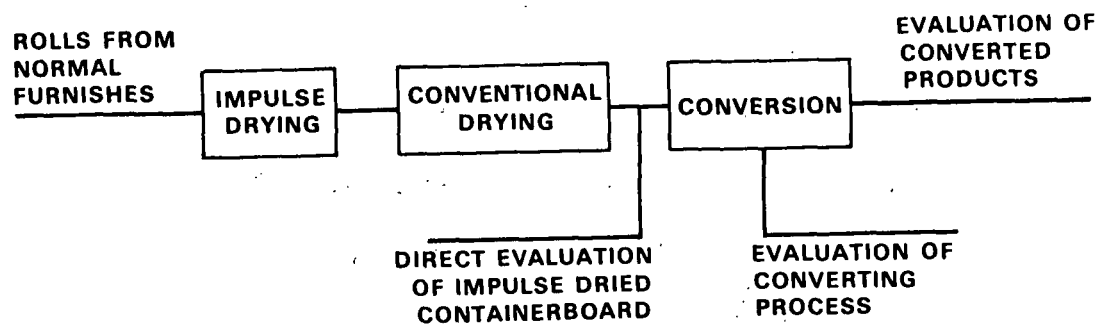 ROLLS FROM
NORMAL
FURNISHES
IMPULSE
DRYING
CONVENTIONAL
DRYING
CONVERSION
EVALUATION OF
CONVERTED
PRODUCTS
DIRECT EVALUATION
OF IMPULSE DRIED
CONTAINERBOARD
EVALUATION OF
CONVERTING
PROCESS